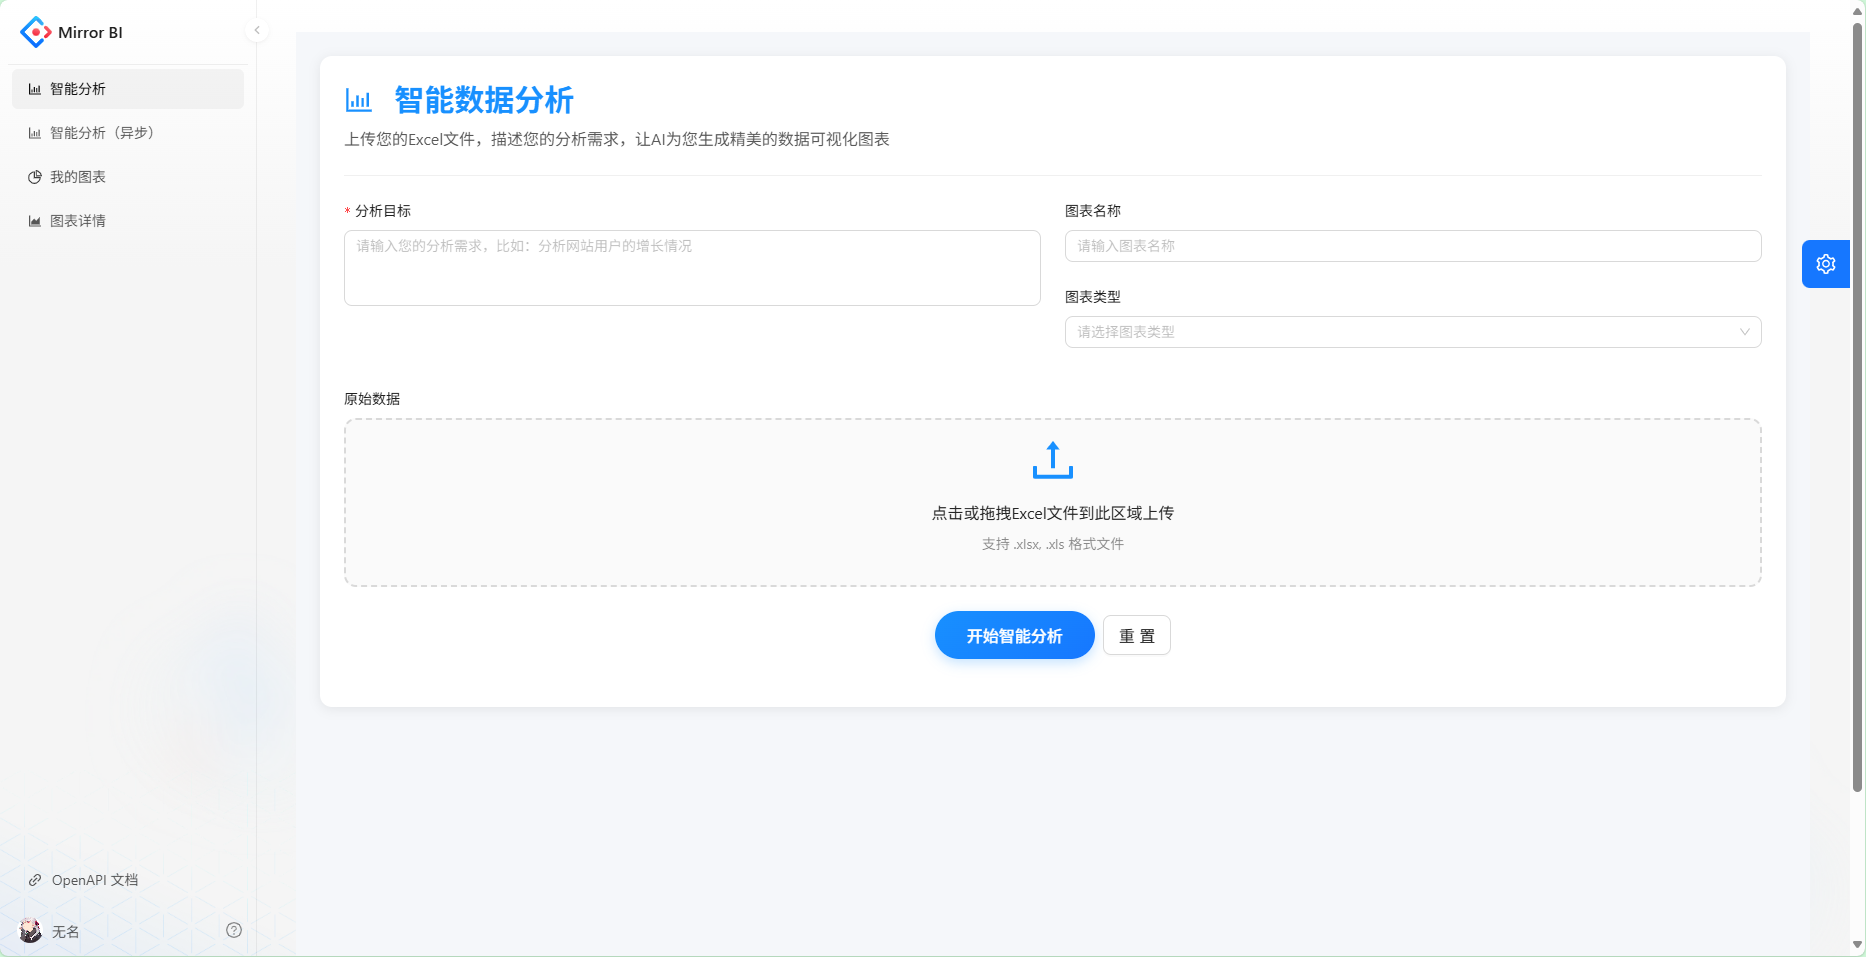 Mirror BI
智能分析
智能分析（异步）
我的图表
图表详情
OpenAPI 文档
无名
智能数据分析
上传您的Excel文件，描述您的分析需求，让AI为您生成精美的数据可视化图表
* 分析目标
请输入您的分析需求，比如：分析网站用户的增长情况
图表名称
请输入图表名称
图表类型
请选择图表类型
原始数据
点击或拖拽Excel文件到此区域上传
支持 .xlsx, .xls 格式文件
开始智能分析
重 置